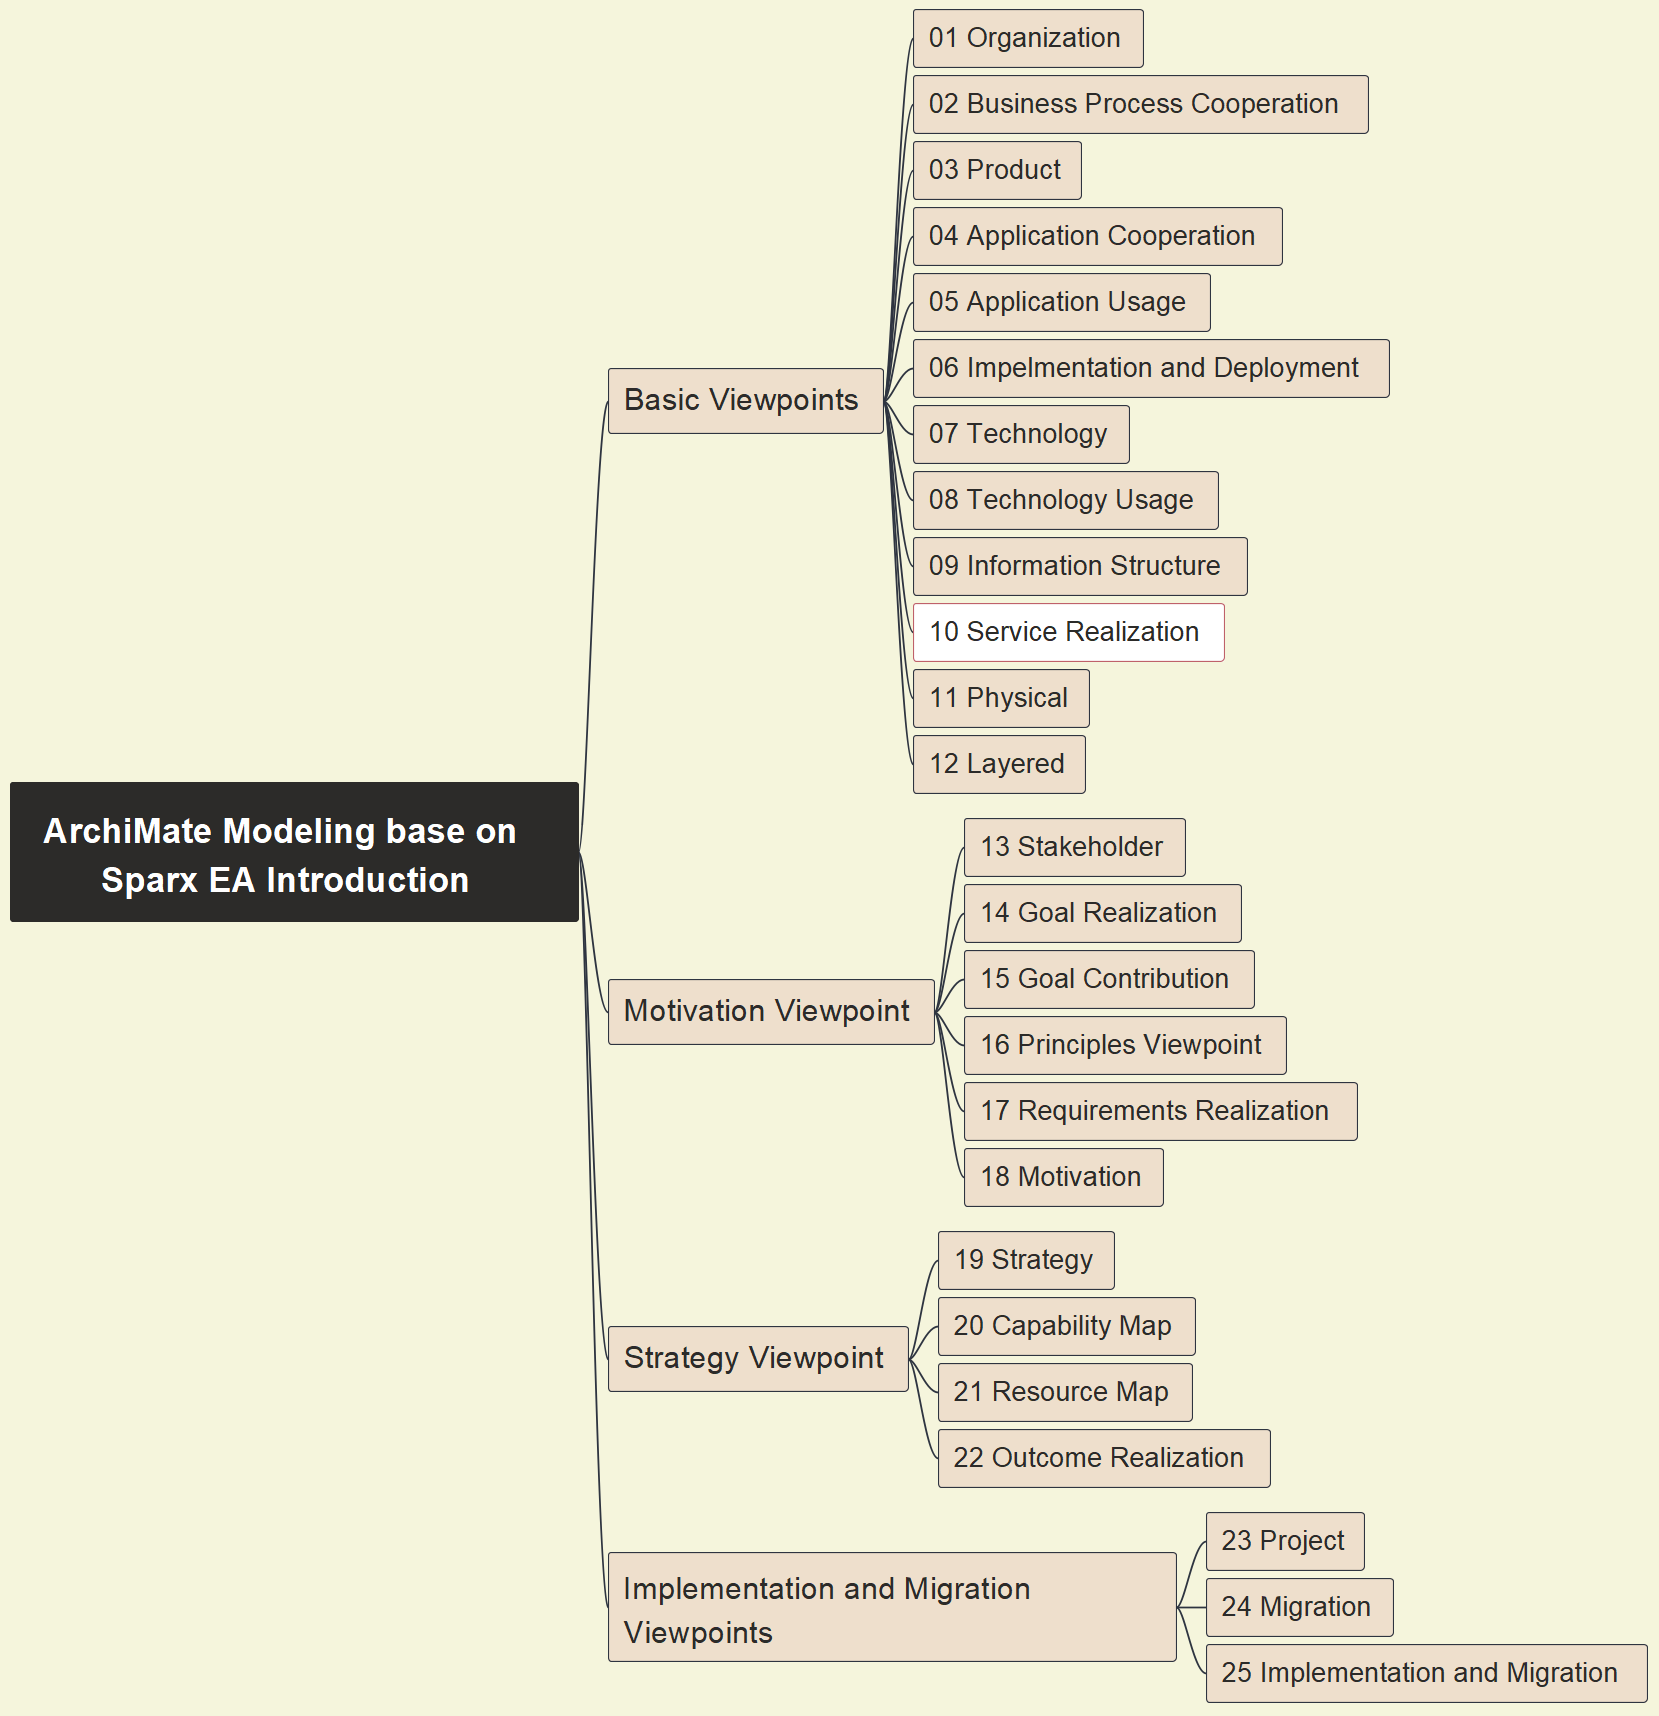 ArchiMate Modeling base on
Sparx EA Introduction
Basic Viewpoints
01 Organization
02 Business Process Cooperation
03 Product
04 Application Cooperation
05 Application Usage
06 Impelmentation and Deployment
07 Technology
08 Technology Usage
09 Information Structure
10 Service Realization
11 Physical
12 Layered
Motivation Viewpoint
13 Stakeholder
14 Goal Realization
15 Goal Contribution
16 Principles Viewpoint
17 Requirements Realization
18 Motivation
Strategy Viewpoint
19 Strategy
20 Capability Map
21 Resource Map
22 Outcome Realization
Implementation and Migration
Viewpoints
23 Project
24 Migration
25 Implementation and Migration